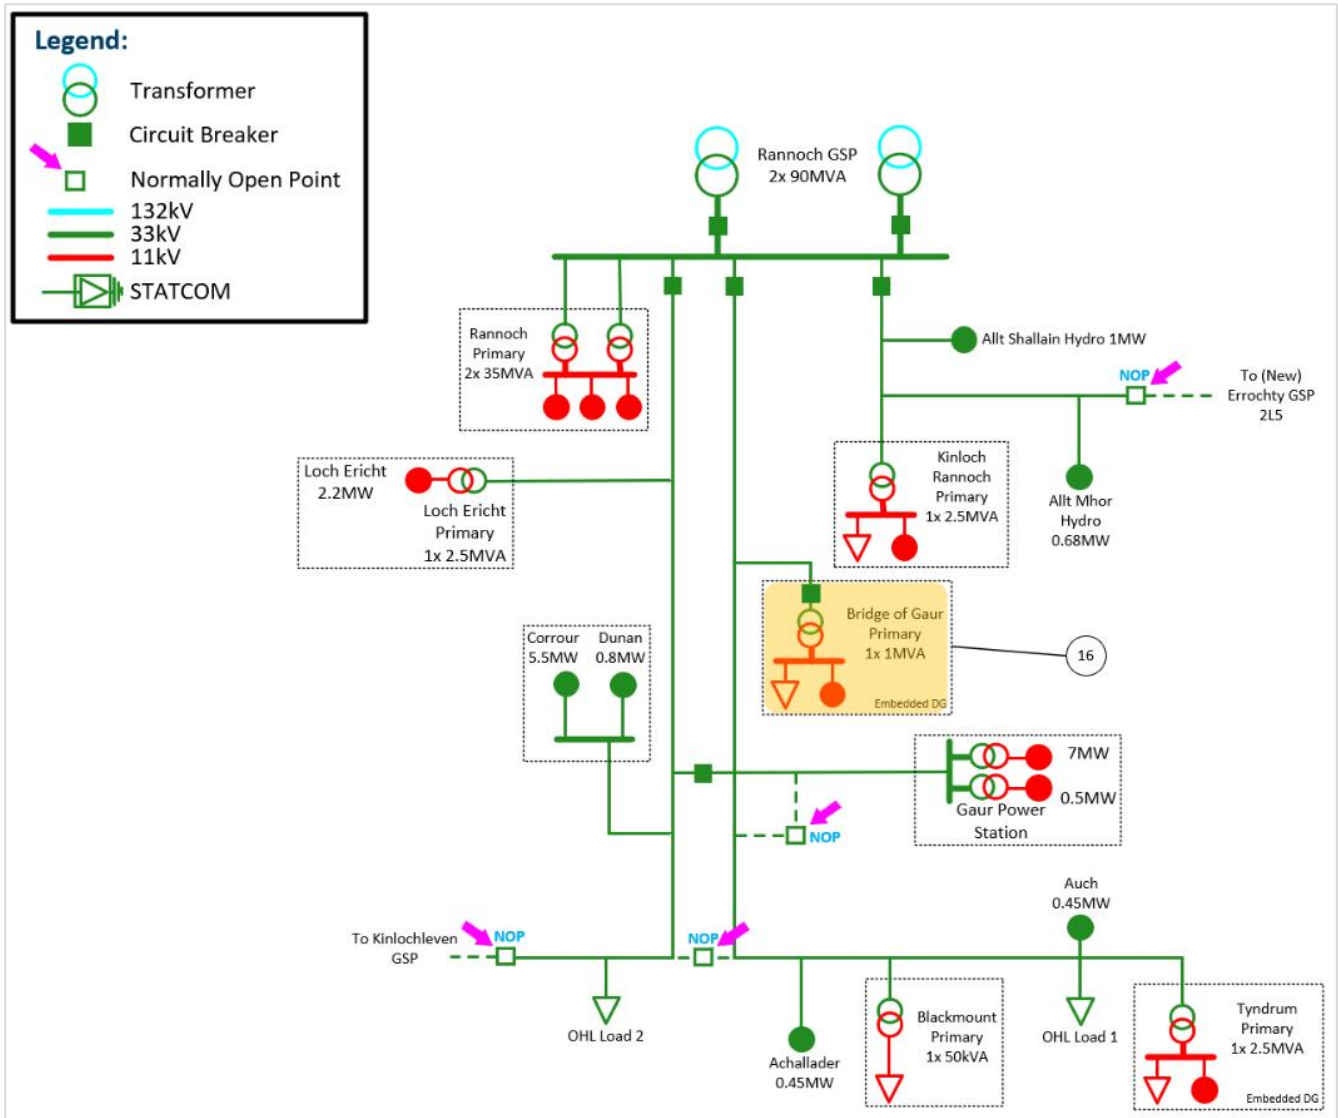 Legend:
Transformer
Circuit Breaker
Normally Open Point
132kV
33kV
11kV
STATCOM
Rannoch GSP
2x 90MVA
Rannoch
Primary
2x 35MVA
Allt Shallain Hydro 1MW
NOP
To (New)
Errochty GSP
2L5
Loch Ericht
2.2MW
Loch Ericht
Primary
1x 2.5MVA
Kinloch
Rannoch
Primary
1x 2.5MVA
Allt Mhor
Hydro
0.68MW
Bridge of Gaur
Primary
1x 1MVA
Embedded DG
16
Corrour
5.5MW
Dunan
0.8MW
7MW
0.5MW
Gaur Power
Station
NOP
Auch
0.45MW
To Kinlochleven
GSP
NOP
NOP
OHL Load 2
Achallader
0.45MW
Blackmount
Primary
1x 50kVA
OHL Load 1
Tyndrum
Primary
1x 2.5MVA
Embedded DG